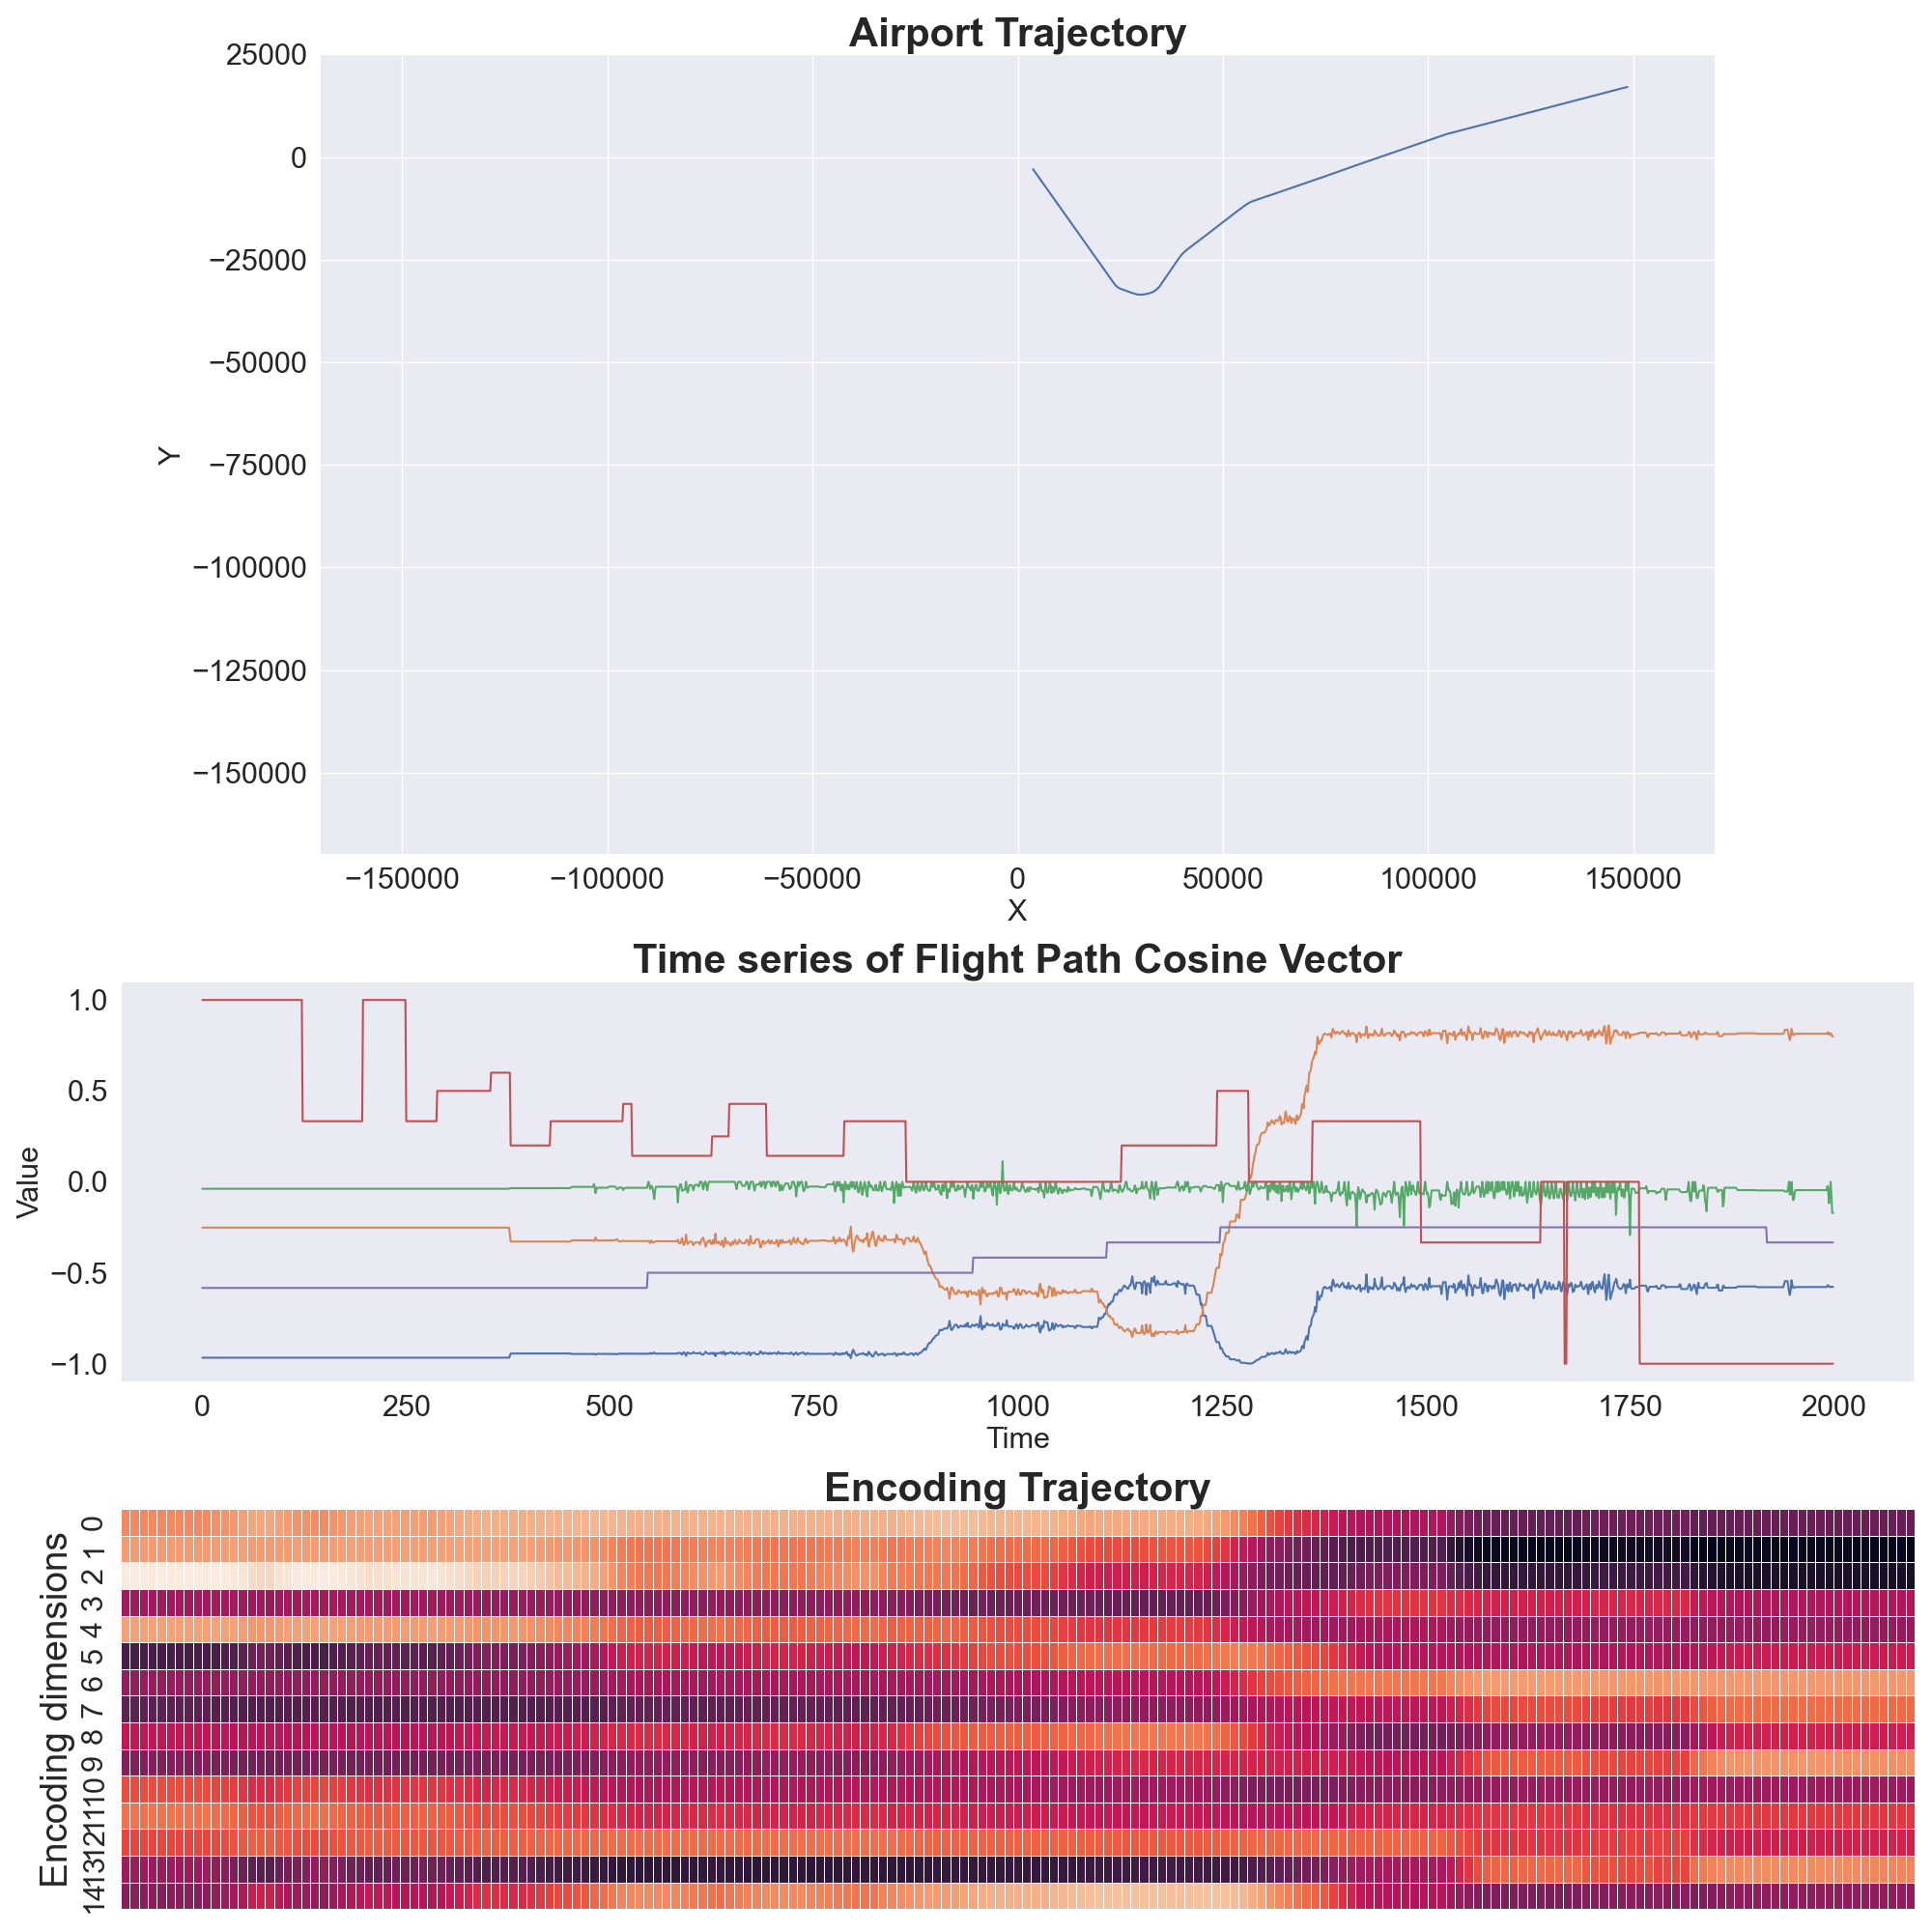 Airport Trajectory
25000
0
−25000
−50000
−75000
−100000
−125000
−150000
Y
−150000 −100000 −50000 0 50000 100000 150000
X
Time series of Flight Path Cosine Vector
1.0
0.5
0.0
−0.5
−1.0
Value
0 250 500 750 1000 1250 1500 1750 2000
Time
Encoding Trajectory
Encoding dimensions
0
1
2
3
4
5
6
7
8
9
10
11
12
13
14